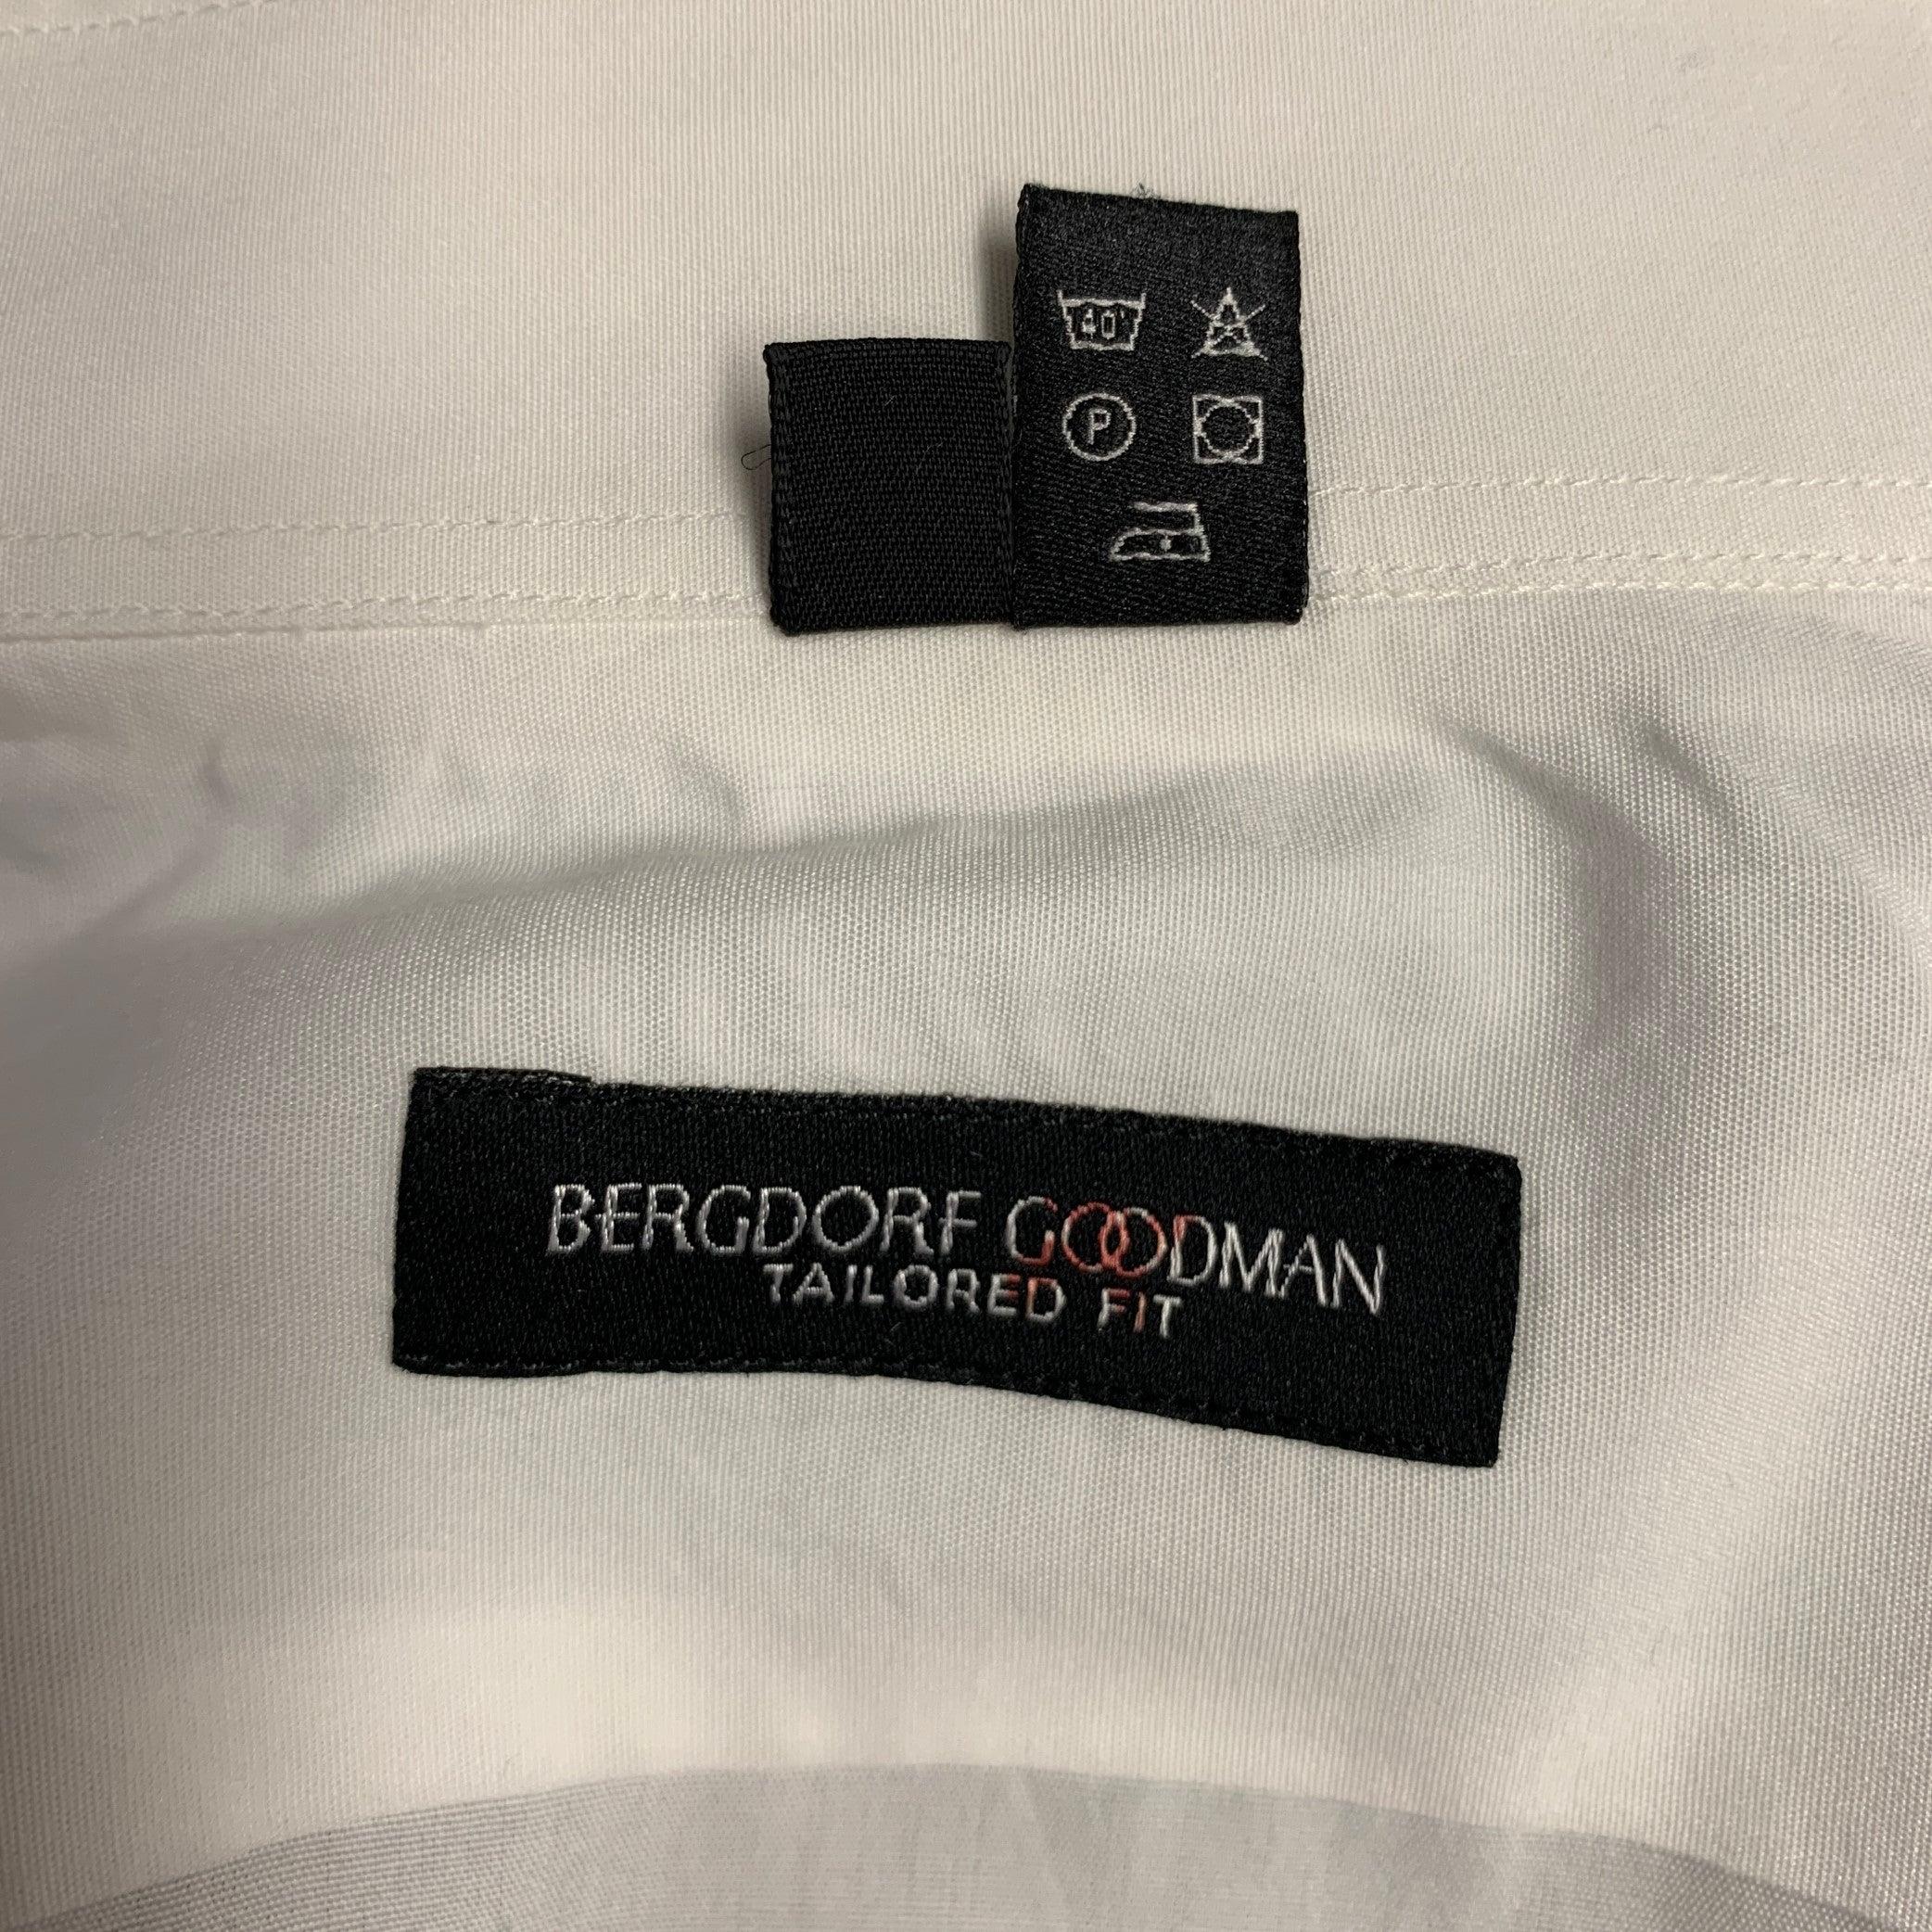 40°
P
BERGDORF GOODMAN
TAILORED FIT